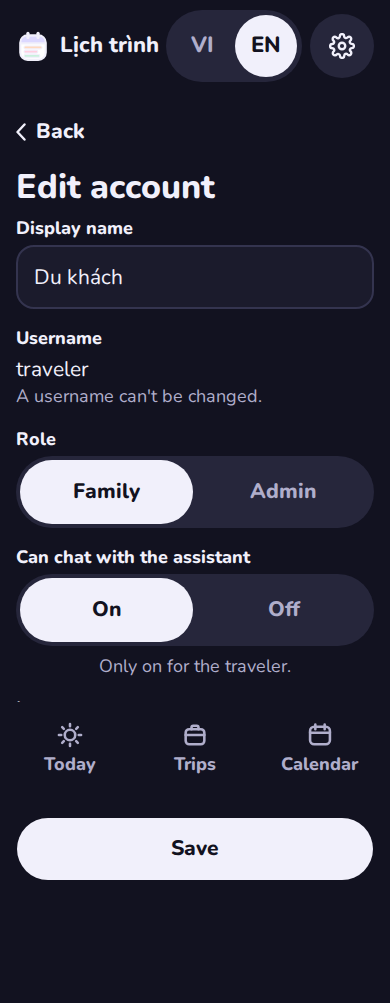 Lịch trình
VI
EN
Back
Edit account
Display name
Du khách
Username
traveler
A username can't be changed.
Role
Family
Admin
Can chat with the assistant
On
Off
Only on for the traveler.
Today
Trips
Calendar
Save